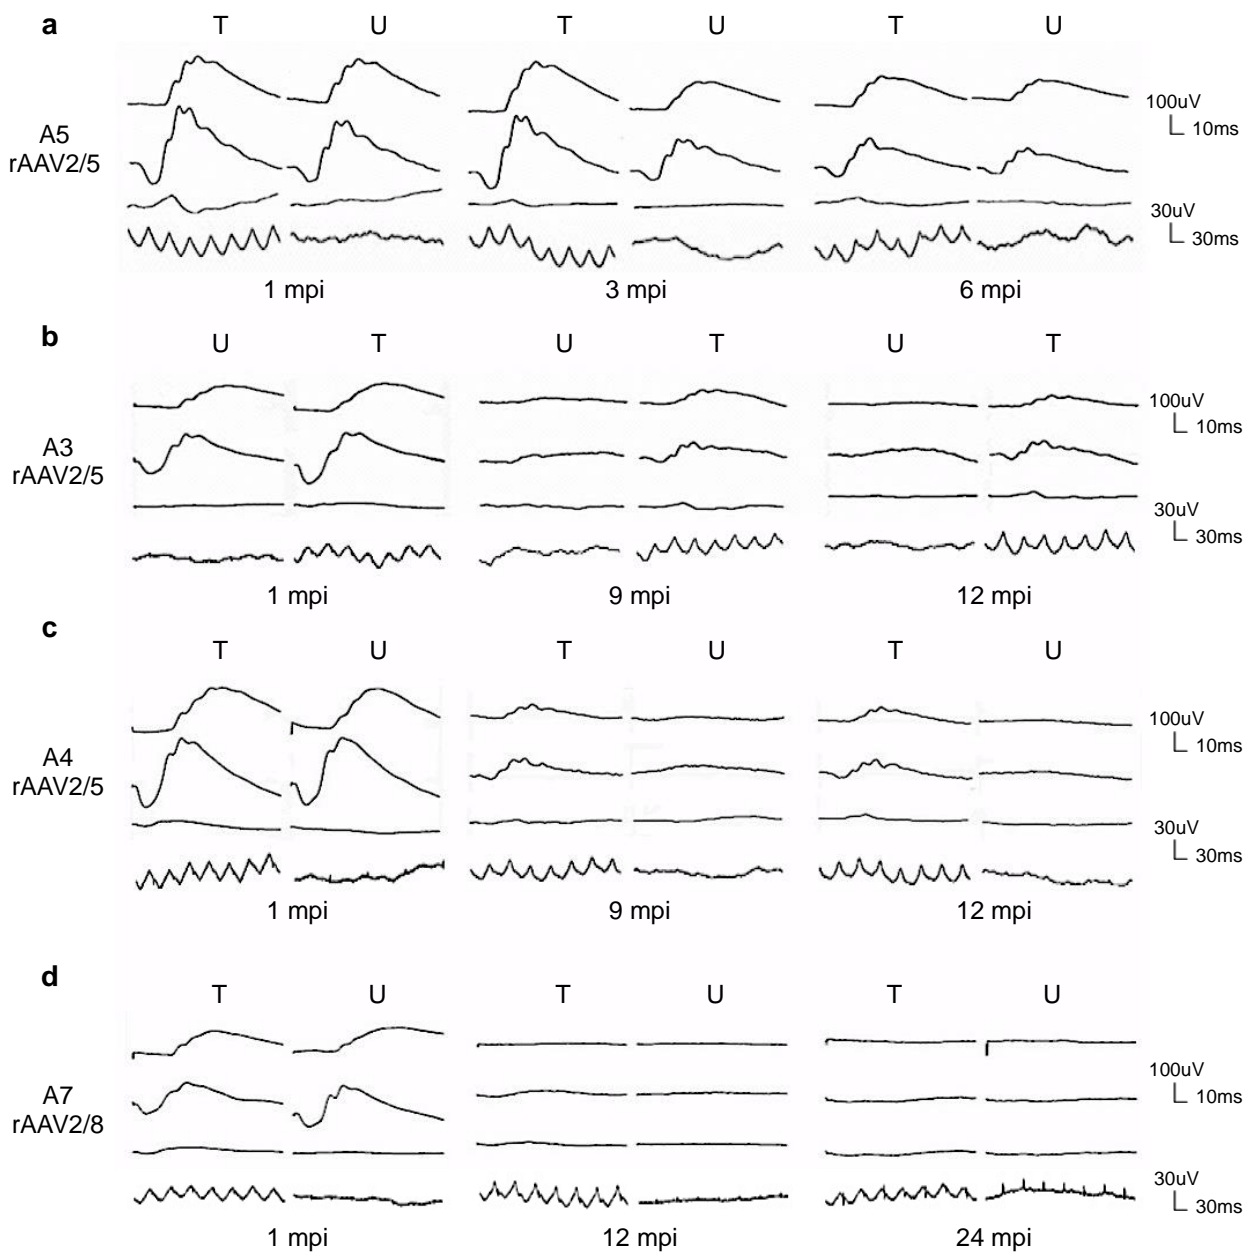 a
T U T U T U
100uV
10ms
A5
rAAV2/5
30uV
30ms
1 mpi 3 mpi 6 mpi
b
U T U T U T
100uV
10ms
A3
rAAV2/5
30uV
30ms
1 mpi 9 mpi 12 mpi
c
T U T U T U
100uV
10ms
A4
rAAV2/5
30uV
30ms
1 mpi 9 mpi 12 mpi
d
T U T U T U
100uV
10ms
A7
rAAV2/8
30uV
30ms
1 mpi 12 mpi 24 mpi